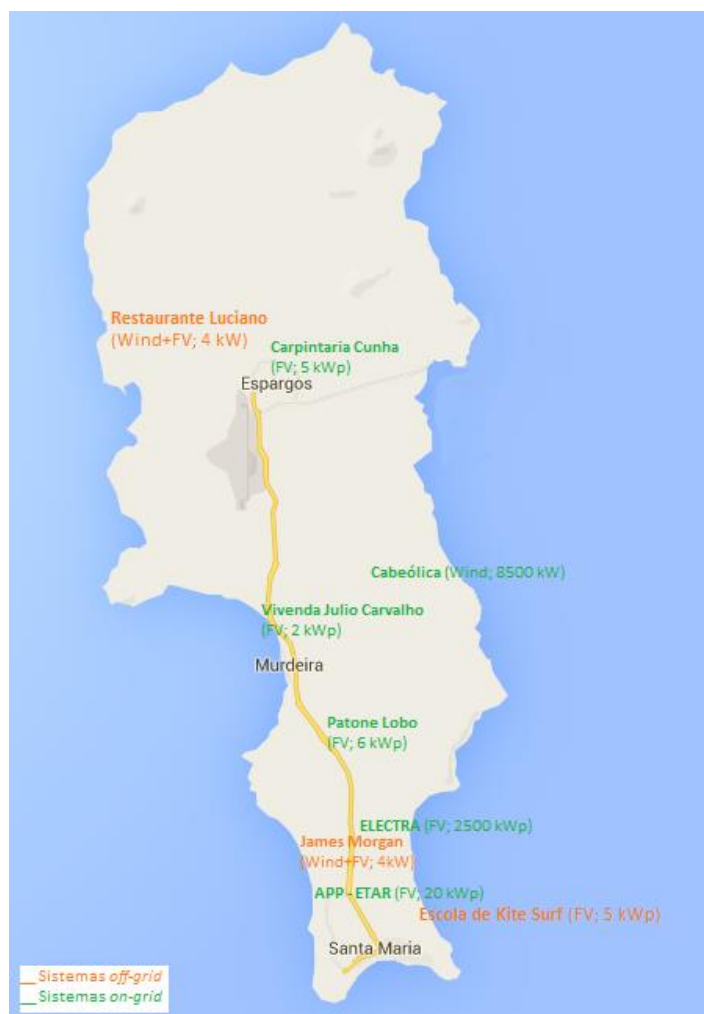 Restaurante Luciano
(Wind+FV; 4 kW)
Carpintaria Cunha
(FV; 5 kWp)
Espargos
Cabeólica (Wind; 8500 kW)
Vivenda Julio Carvalho
(FV; 2 kWp)
Murdeira
Patone Lobo
(FV; 6 kWp)
ELECTRA (FV; 2500 kWp)
James Morgan
(Wind+FV; 4kW)
APP - ETAR (FV; 20 kWp)
Escola de Kite Surf (FV; 5 kWp)
Santa Maria
__ Sistemas off-grid
__ Sistemas on-grid